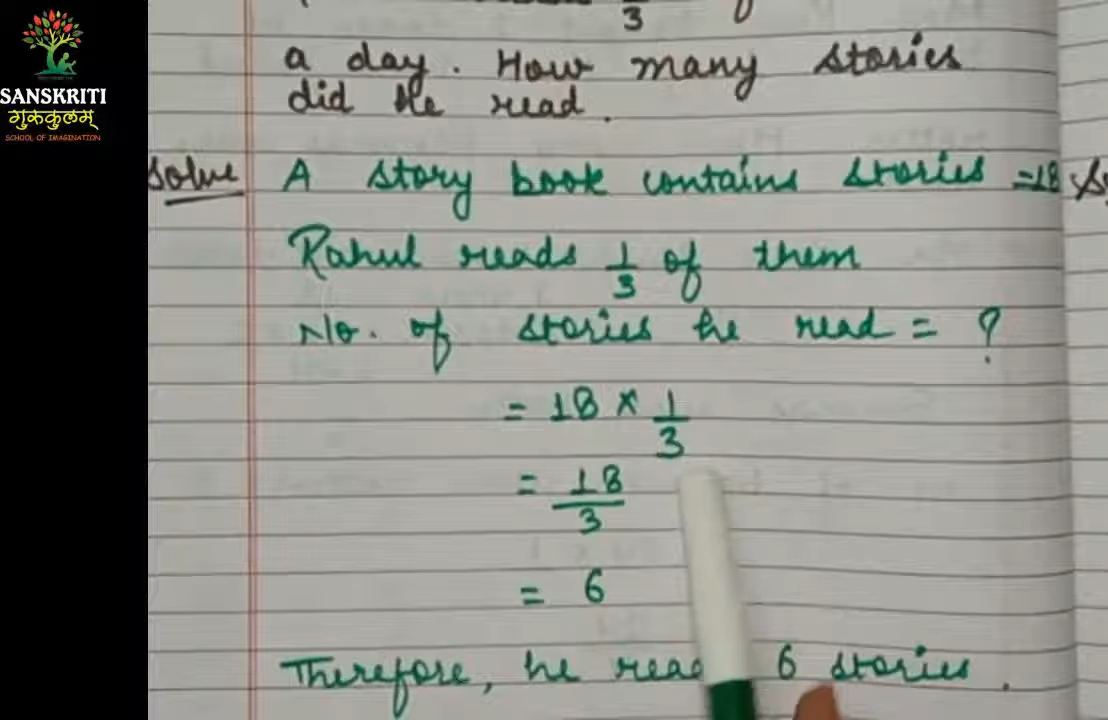 SANSKRITI
गुरुकुलम्
SCHOOL OF IMAGINATION
1/3
a day. How many stories
did he read.
Solve A story book contains stories = 18
Rahul reads 1/3 of them
No. of stories he read = ?
= 18 × 1/3
= 18/3
= 6
Therefore, he read 6 stories.